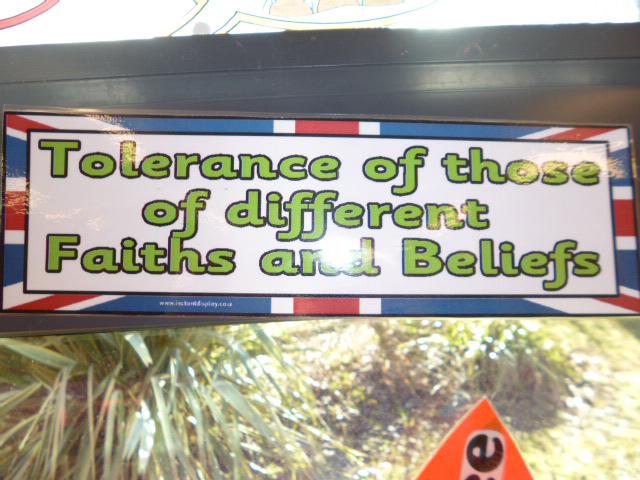 Tolerance of those
of different
Faiths and Beliefs
www.instantdisplay.co.uk